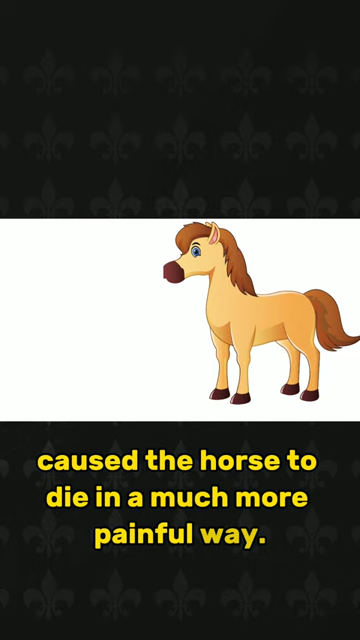 caused the horse to
die in a much more
painful way.